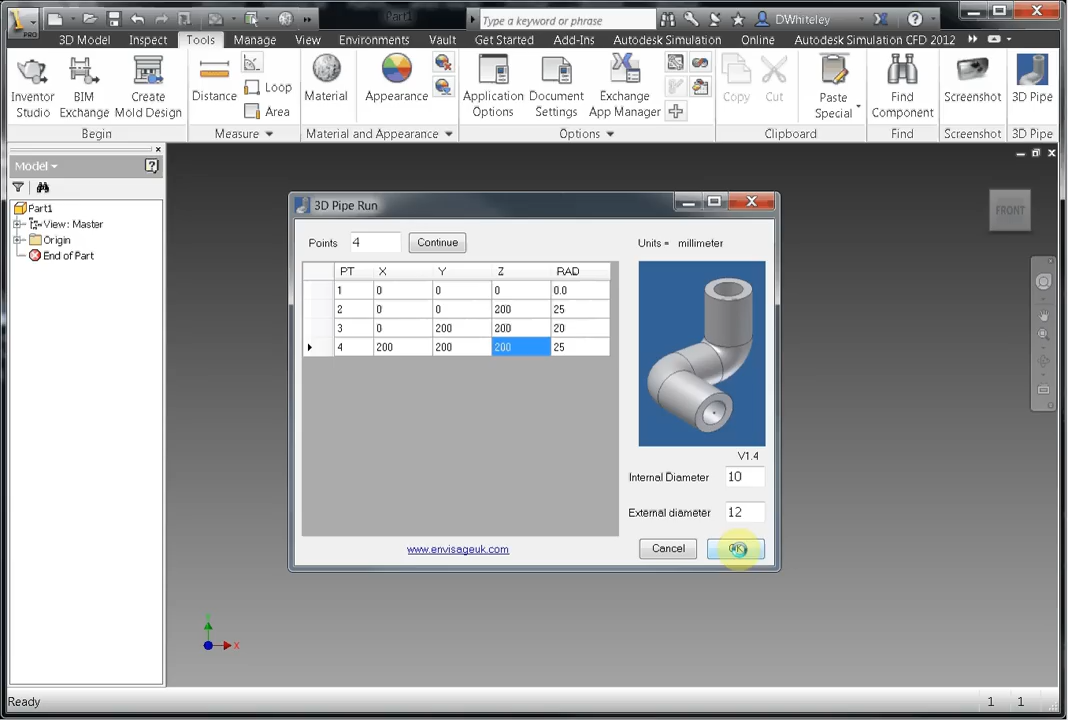 PRO
Part1
Type a keyword or phrase
DWhiteley
3D Model Inspect Tools Manage View Environments Vault Get Started Add-Ins Autodesk Simulation Online Autodesk Simulation CFD 2012
Inventor Studio
BIM Exchange
Create Mold Design
Distance
Loop
Area
Material
Appearance
Application Options
Document Settings
Exchange App Manager
Copy
Cut
Paste Special
Find Component
Screenshot
3D Pipe
Begin Measure Material and Appearance Options Clipboard Find Screenshot 3D Pipe
Model
Part1
View: Master
Origin
End of Part
FRONT
3D Pipe Run
Points 4 Continue Units = millimeter
PT X Y Z RAD
1 0 0 0 0.0
2 0 0 200 25
3 0 200 200 20
4 200 200 200 25
V1.4
Internal Diameter 10
External diameter 12
www.envisageuk.com
Cancel OK
X
Ready 1 1